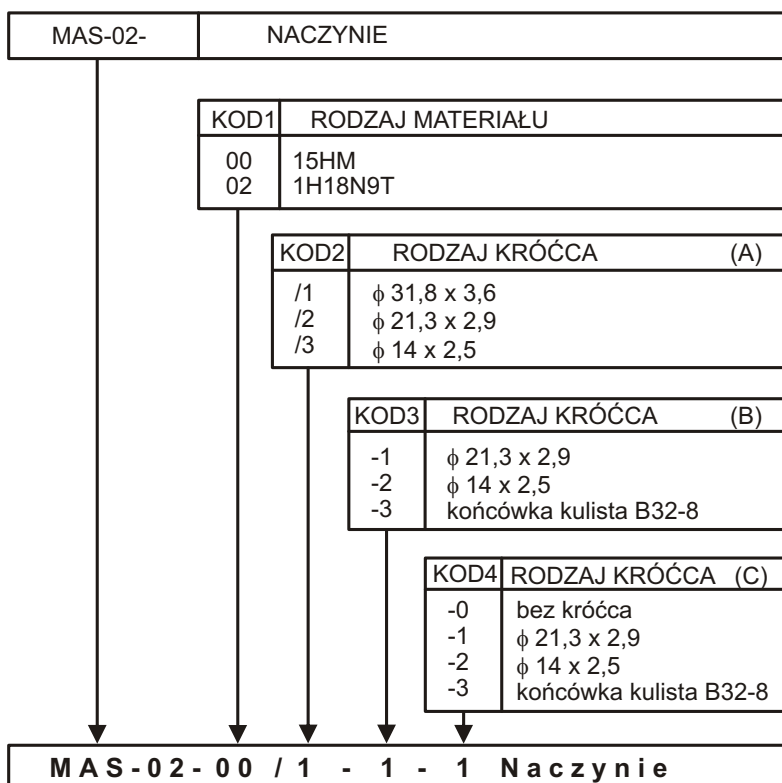 MAS-02- NACZYNIE
KOD1 RODZAJ MATERIAŁU
00 15HM
02 1H18N9T
KOD2 RODZAJ KRÓĆCA (A)
/1 ϕ 31,8 x 3,6
/2 ϕ 21,3 x 2,9
/3 ϕ 14 x 2,5
KOD3 RODZAJ KRÓĆCA (B)
-1 ϕ 21,3 x 2,9
-2 ϕ 14 x 2,5
-3 końcówka kulista B32-8
KOD4 RODZAJ KRÓĆCA (C)
-0 bez króćca
-1 ϕ 21,3 x 2,9
-2 ϕ 14 x 2,5
-3 końcówka kulista B32-8
MAS-02-00 / 1 - 1 - 1 Naczynie